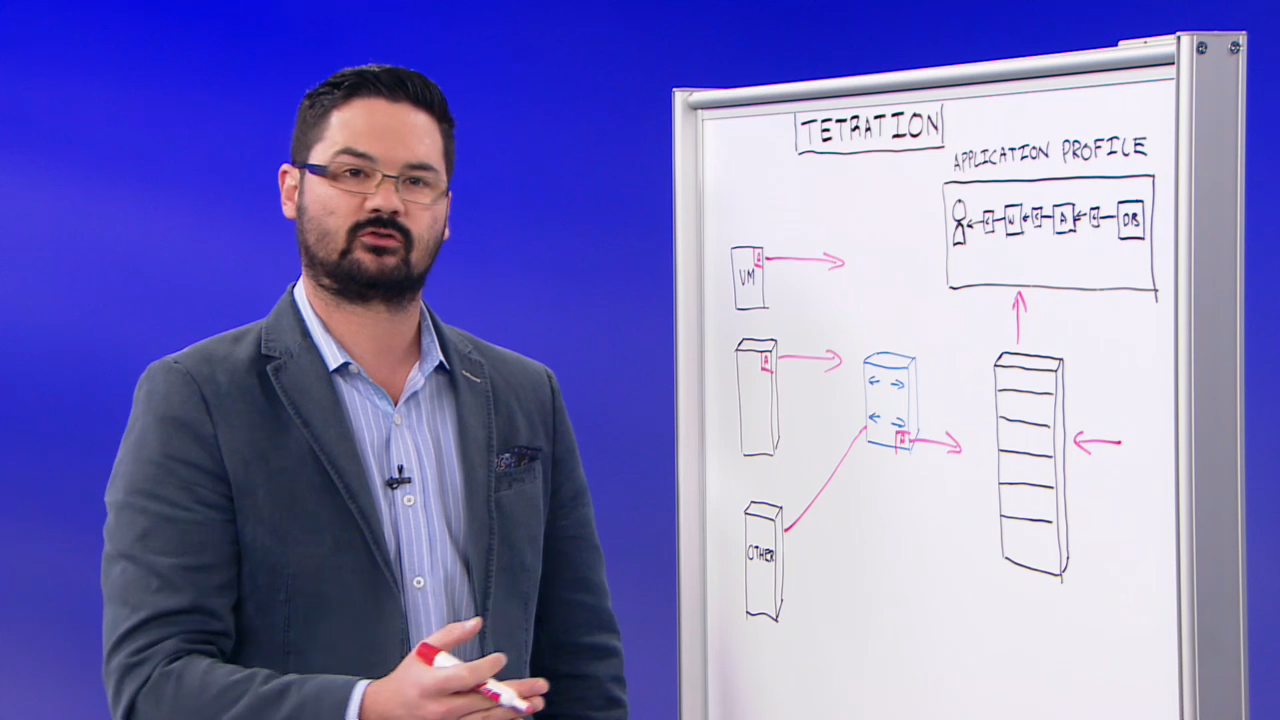 TETRATION
APPLICATION PROFILE
C W C A C DB
A
VM
A
A
OTHER